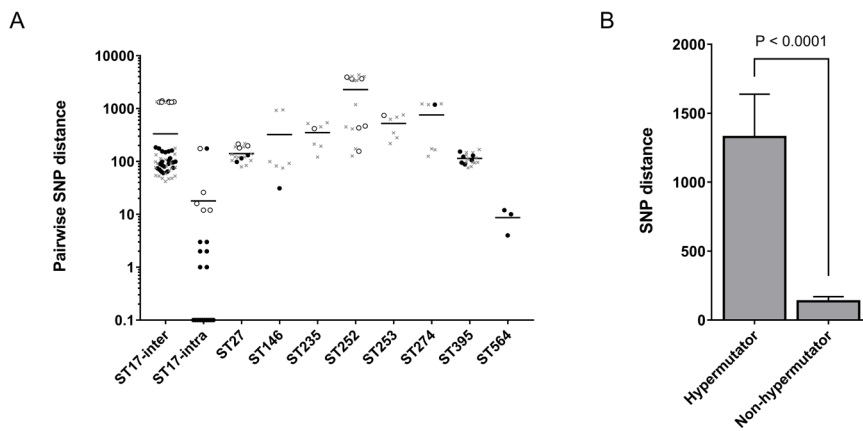 A
Pairwise SNP distance
10000
1000
100
10
1
0.1
ST17-inter
ST17-intra
ST27
ST146
ST235
ST252
ST253
ST274
ST395
ST564
B
P < 0.0001
SNP distance
2000
1500
1000
500
0
Hypermutator
Non-hypermutator